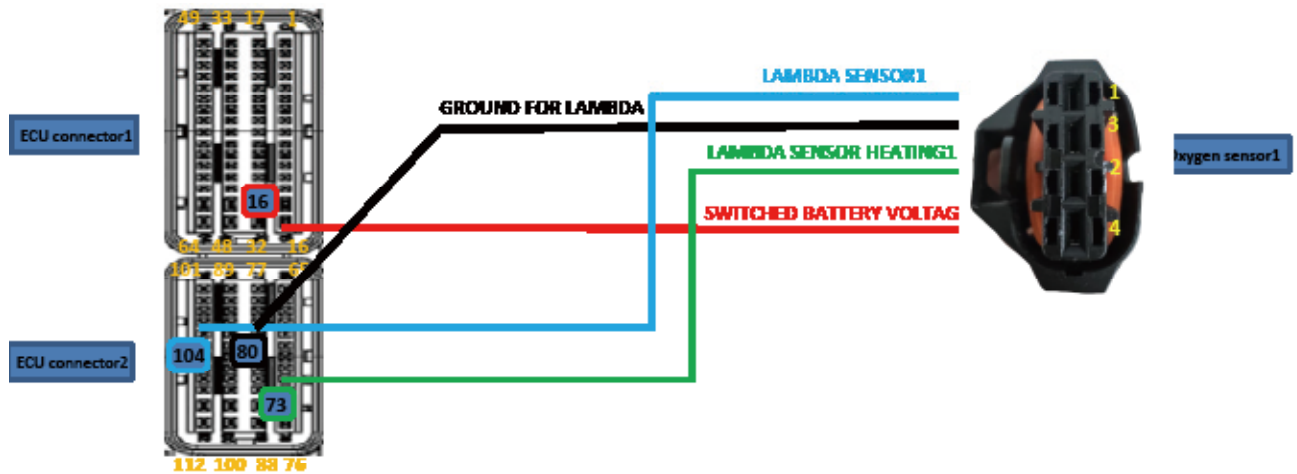 49 33 17 1
LAMBDA SENSOR1
1
GROUND FOR LAMBDA
3
ECU connector1
LAMBDA SENSOR HEATING1
xygen sensor1
2
16
SWITCHED BATTERY VOLTAG
4
64 48 32 16
101 89 77 65
104
80
ECU connector2
73
112 100 88 76